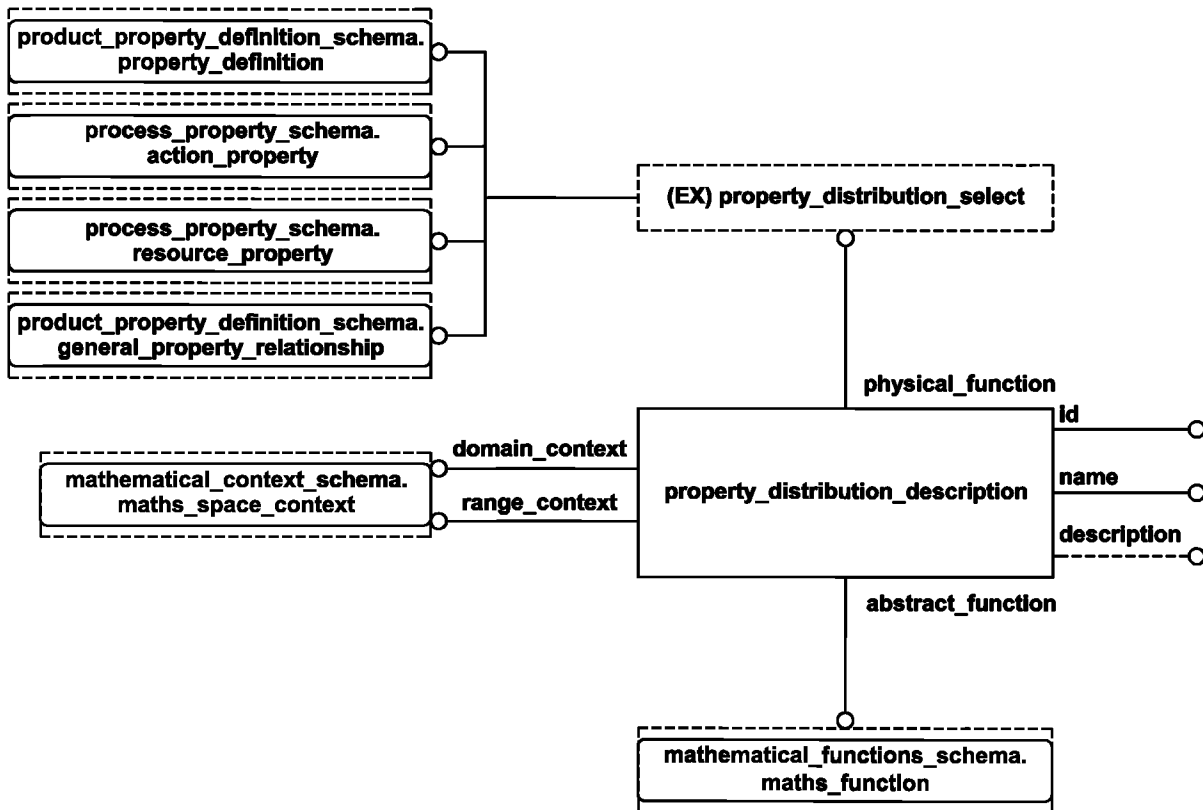 product_property_definition_schema.
property_definition
process_property_schema.
action_property
process_property_schema.
resource_property
product_property_definition_schema.
general_property_relationship
(EX) property_distribution_select
physical_function
id
domain_context
mathematical_context_schema.
maths_space_context
range_context
property_distribution_description
name
description
abstract_function
mathematical_functions_schema.
maths_function